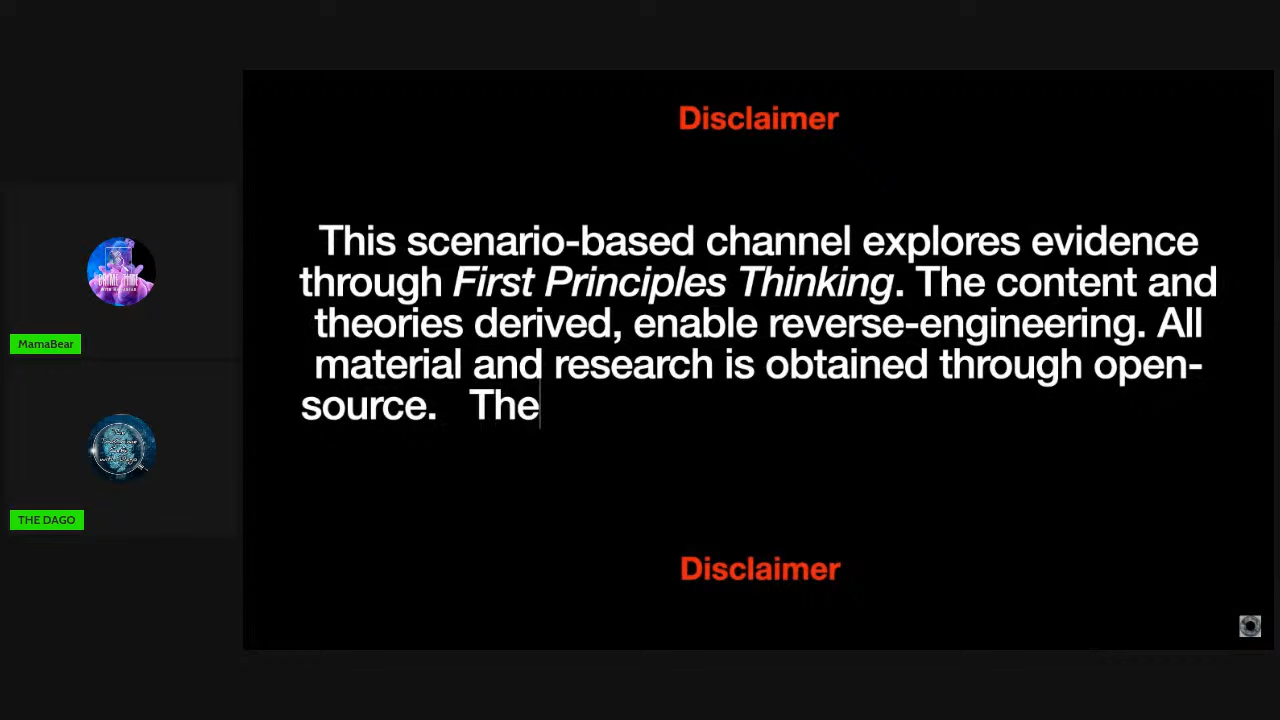 Disclaimer
This scenario-based channel explores evidence
through First Principles Thinking. The content and
theories derived, enable reverse-engineering. All
material and research is obtained through open-
source. The
Disclaimer
MamaBear
THE DAGO